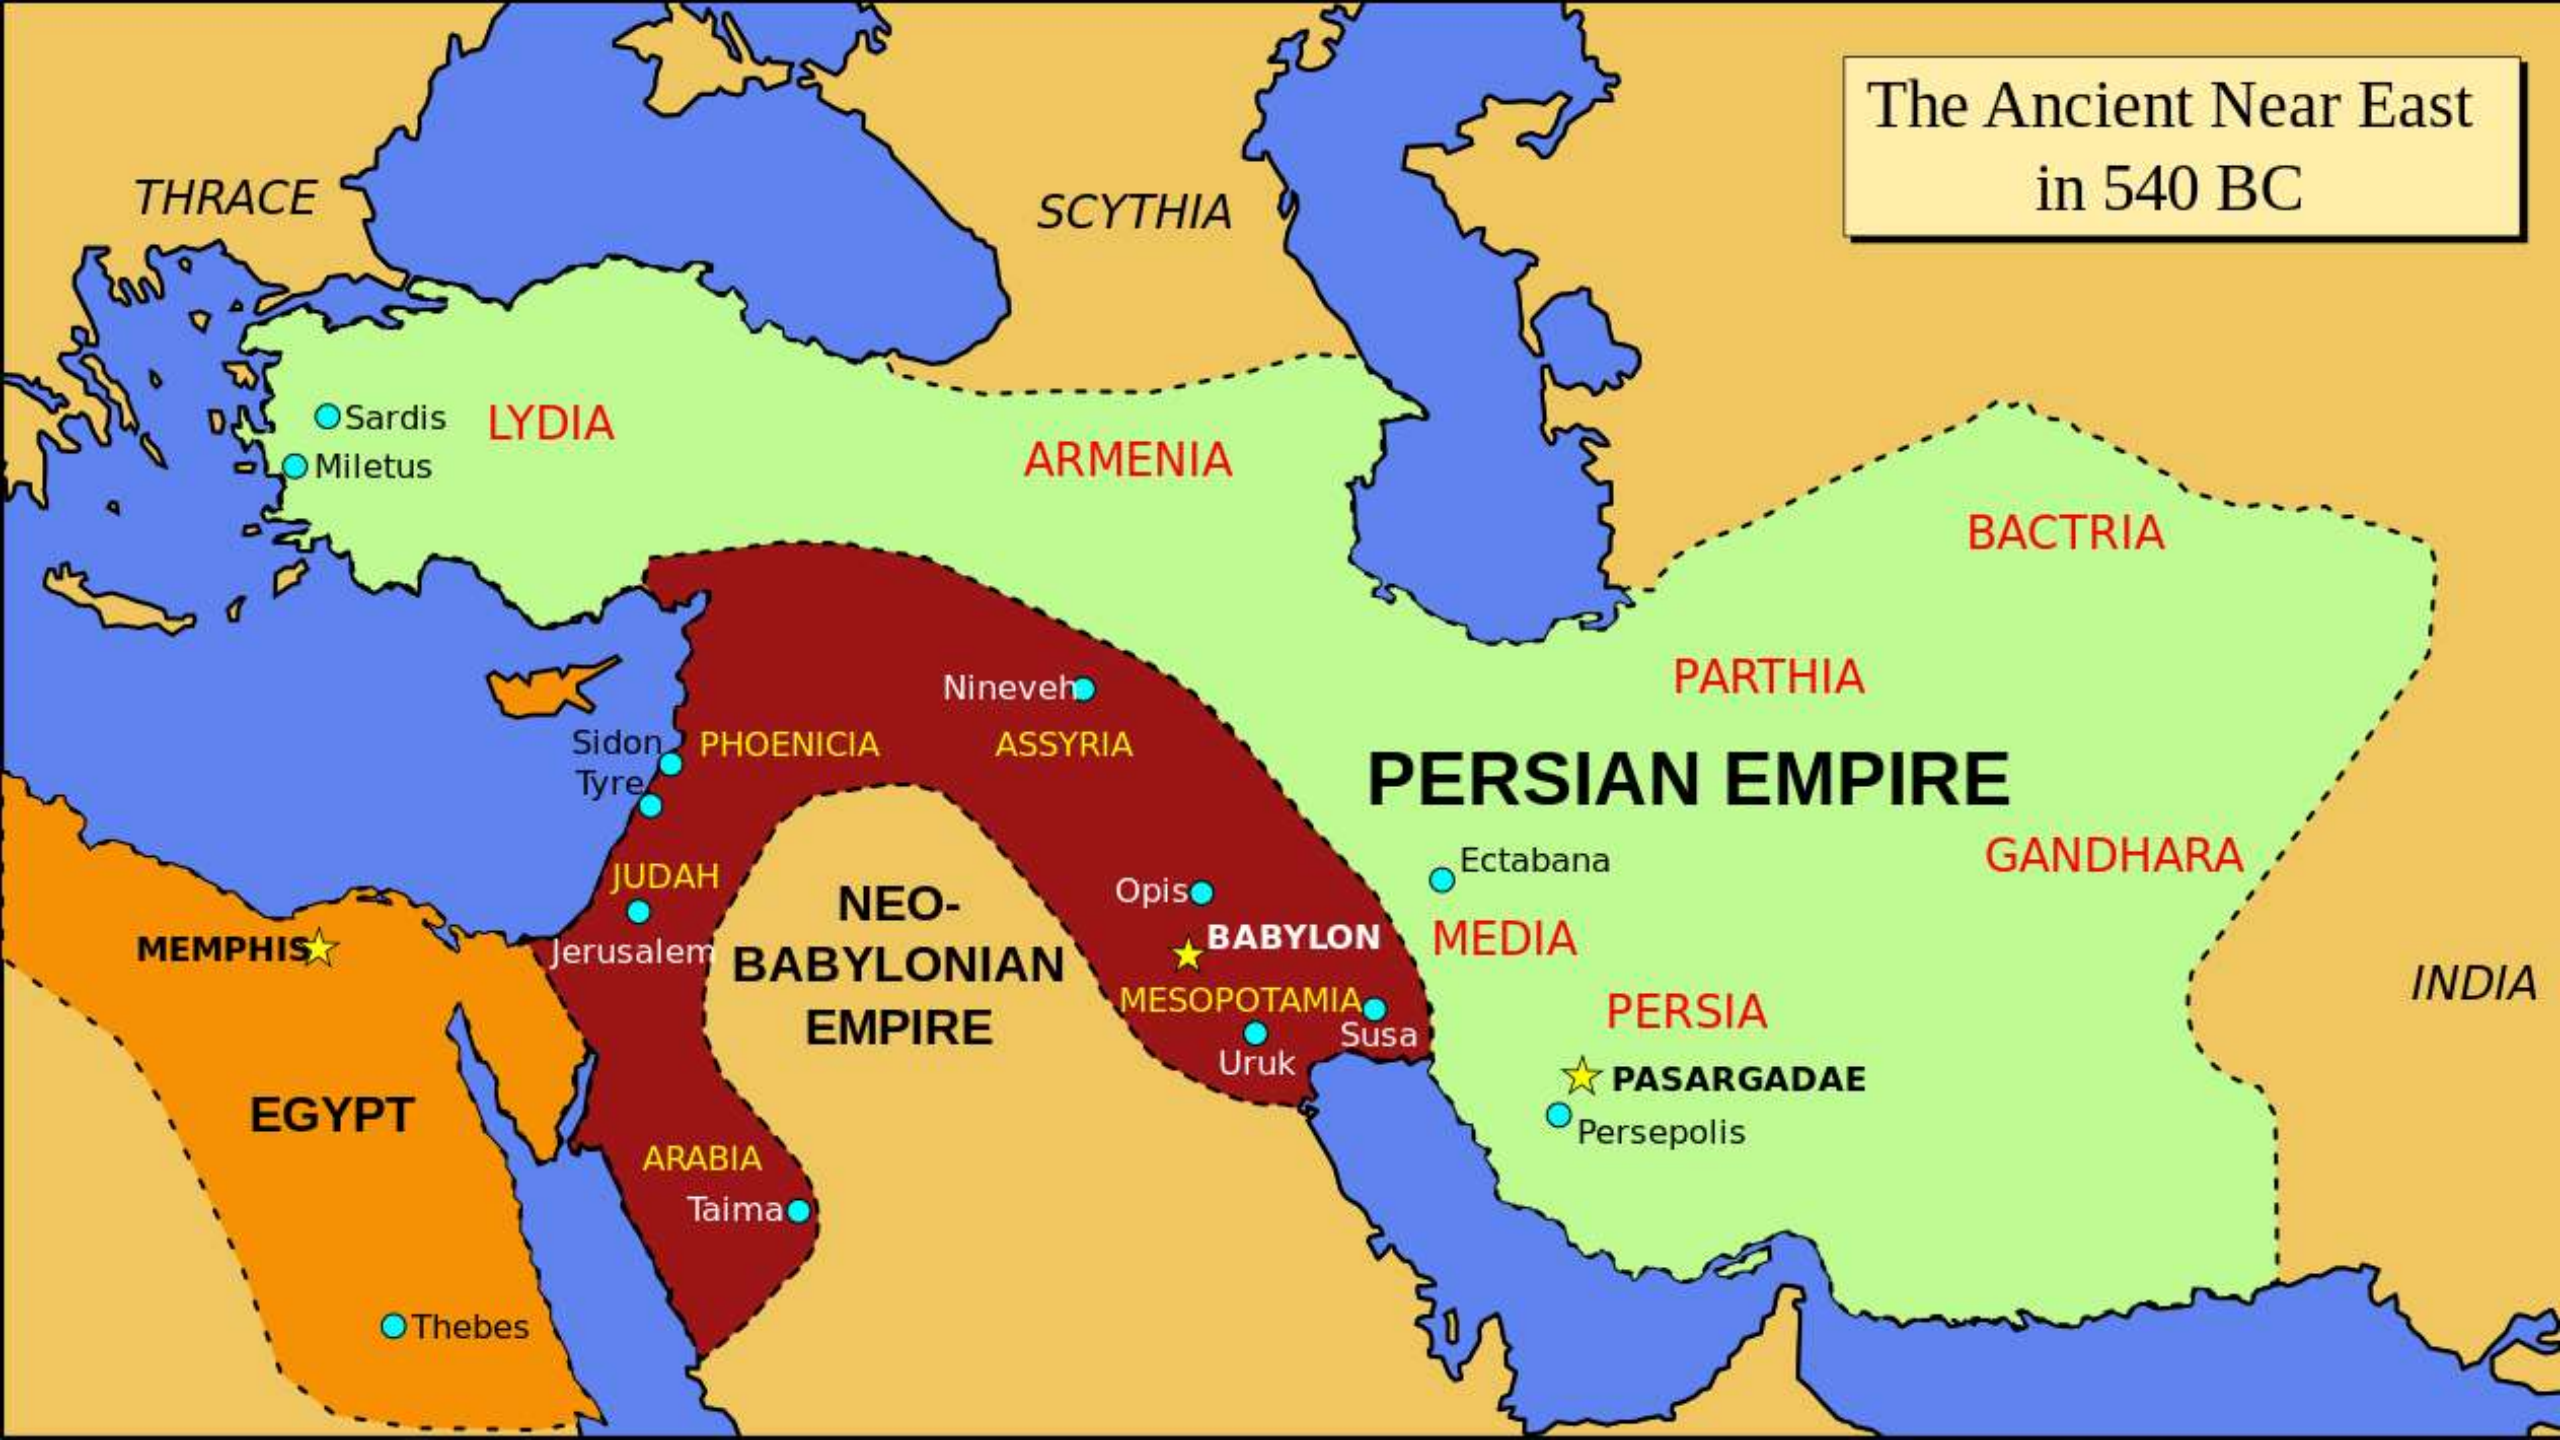 The Ancient Near East
in 540 BC
THRACE
SCYTHIA
Sardis
LYDIA
Miletus
ARMENIA
BACTRIA
PARTHIA
Nineveh
Sidon
PHOENICIA
ASSYRIA
Tyre
PERSIAN EMPIRE
JUDAH
Ectabana
GANDHARA
Opis
NEO-
BABYLONIAN
EMPIRE
MEMPHIS
Jerusalem
BABYLON
MEDIA
MESOPOTAMIA
INDIA
Susa
PERSIA
Uruk
PASARGADAE
EGYPT
Persepolis
ARABIA
Taima
Thebes